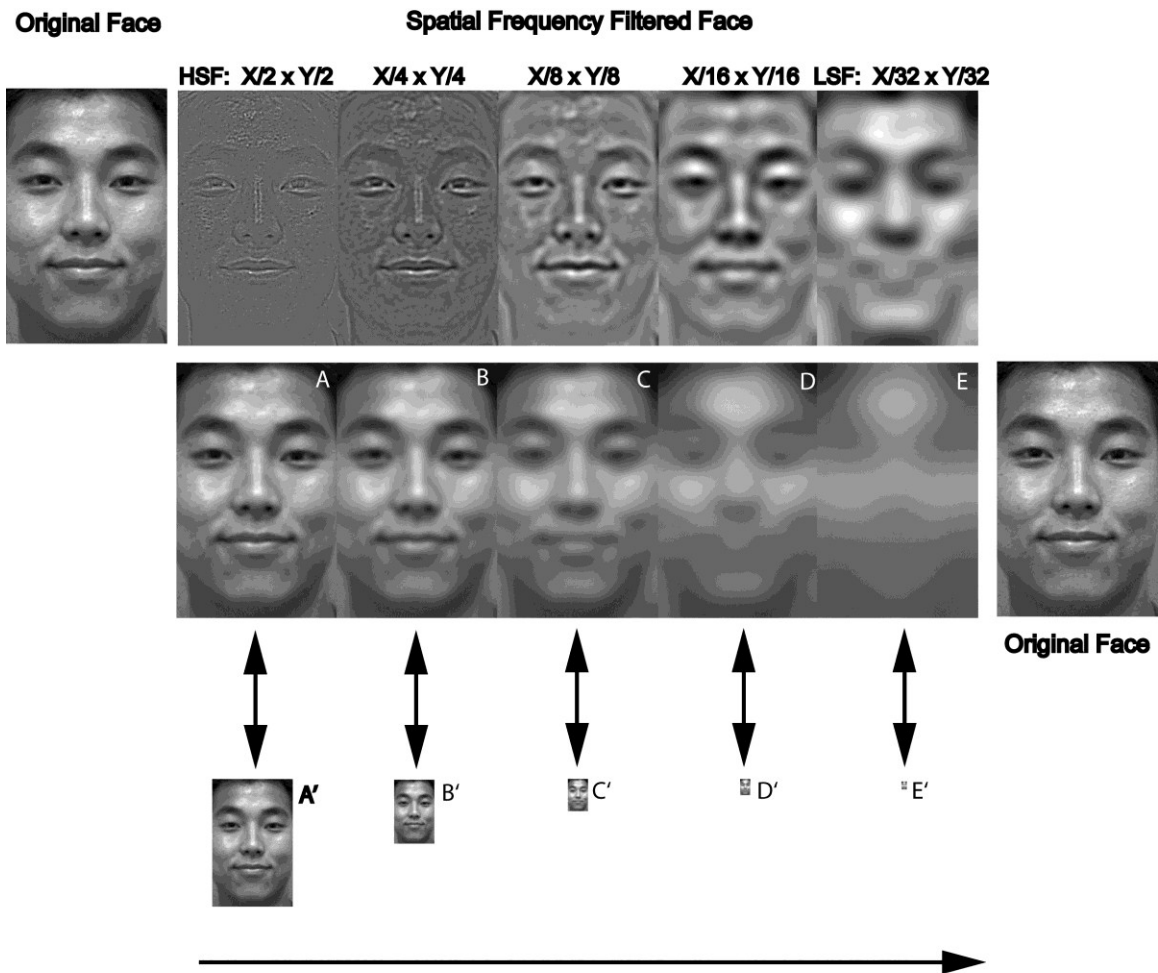 Original Face
Spatial Frequency Filtered Face
HSF: X/2 x Y/2 X/4 x Y/4 X/8 x Y/8 X/16 x Y/16 LSF: X/32 x Y/32
A B C D E
Original Face
A' B' C' D' E'